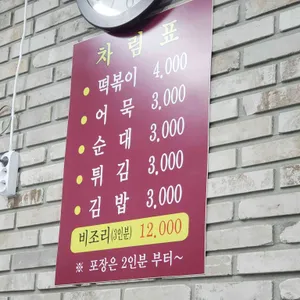 차림표
떡볶이 4,000
어묵 3,000
순대 3,000
튀김 3,000
김밥 3,000
비조리(3인분) 12,000
※ 포장은 2인분 부터~